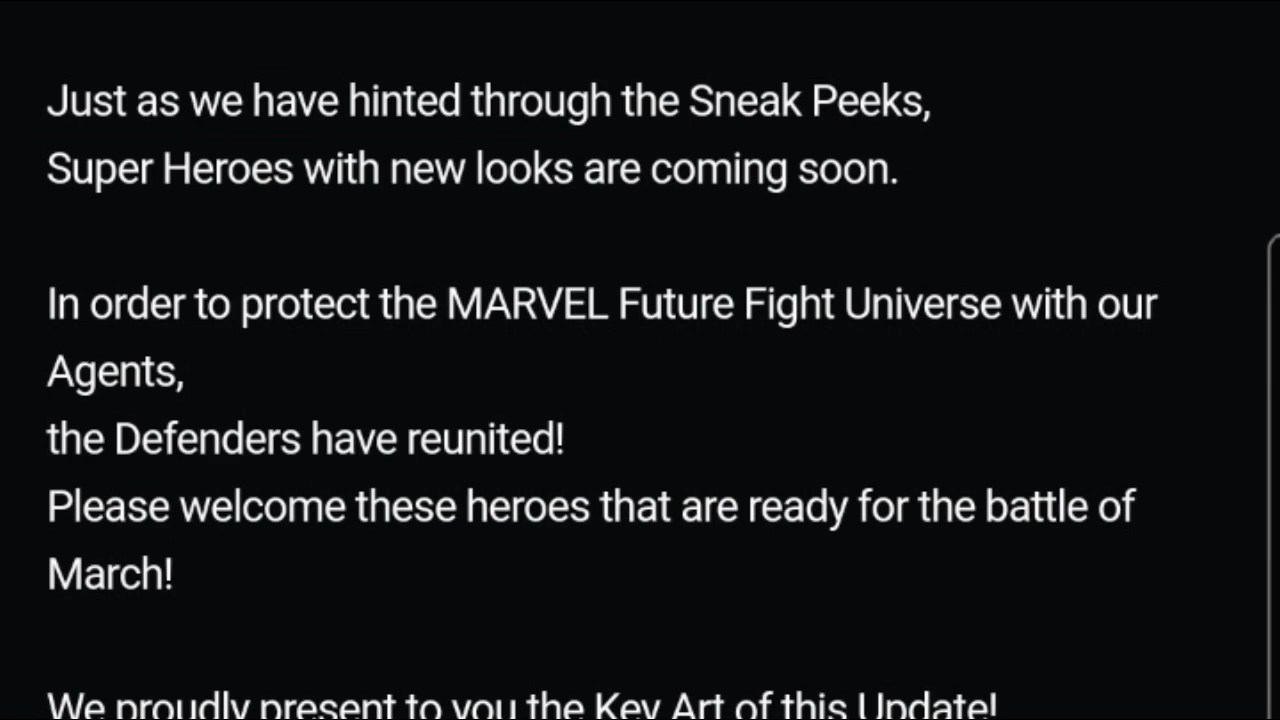 Just as we have hinted through the Sneak Peeks,
Super Heroes with new looks are coming soon.
In order to protect the MARVEL Future Fight Universe with our
Agents,
the Defenders have reunited!
Please welcome these heroes that are ready for the battle of
March!
We proudly present to you the Key Art of this Update!